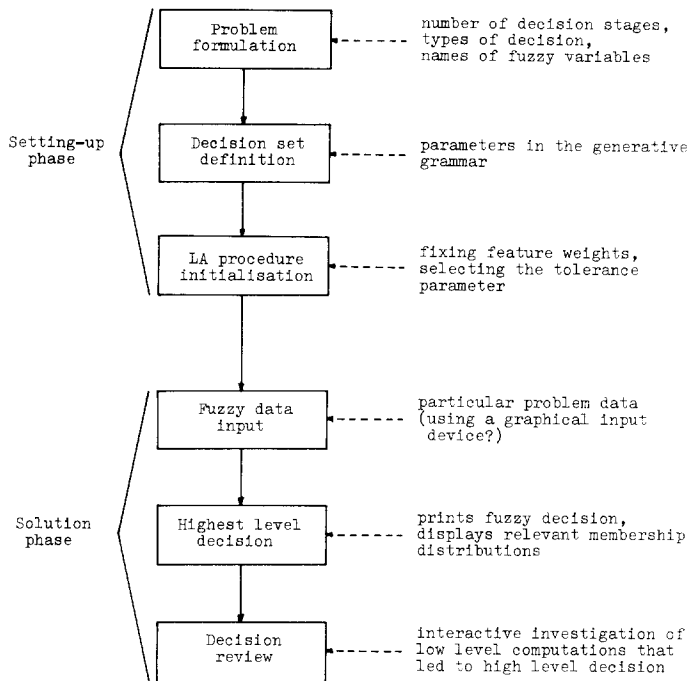 Problem
formulation
number of decision stages,
types of decision,
names of fuzzy variables
Setting-up
phase
Decision set
definition
parameters in the generative
grammar
LA procedure
initialisation
fixing feature weights,
selecting the tolerance
parameter
Fuzzy data
input
particular problem data
(using a graphical input
device?)
Solution
phase
Highest level
decision
prints fuzzy decision,
displays relevant membership
distributions
Decision
review
interactive investigation of
low level computations that
led to high level decision